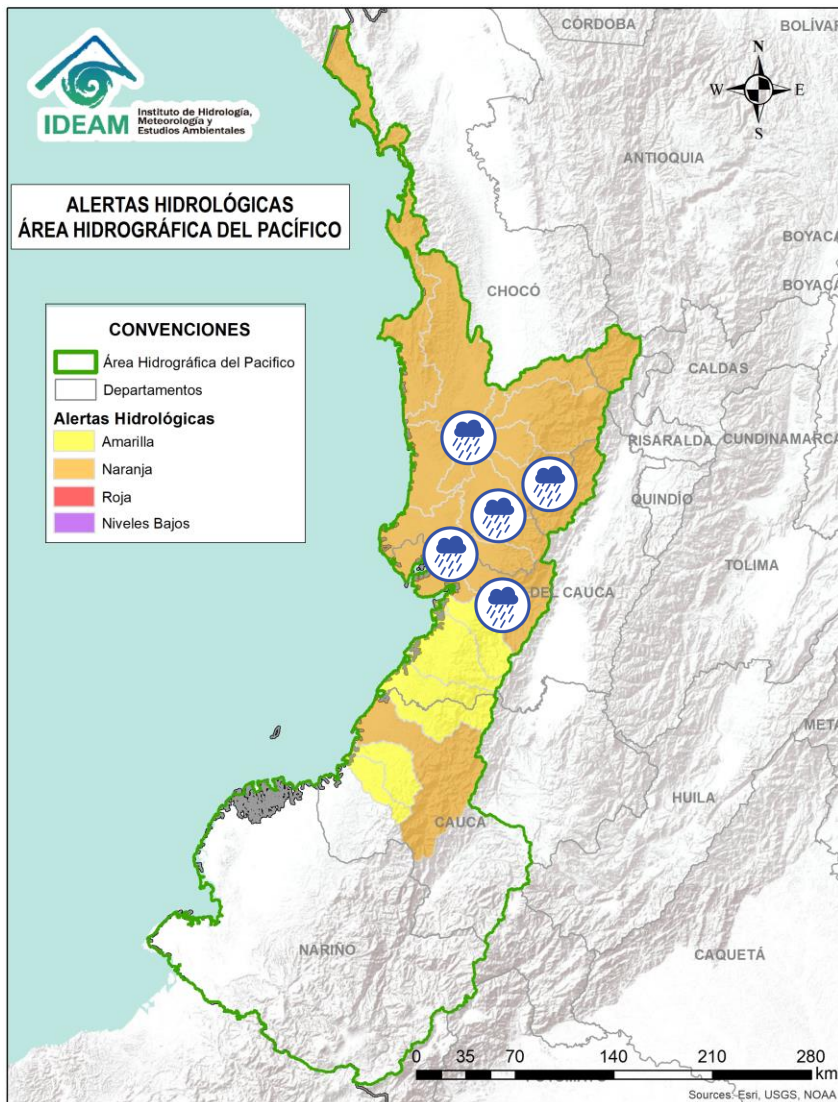 CÓRDOBA
BOLÍVAR
N
W E
S
IDEAM
Instituto de Hidrología,
Meteorología y
Estudios Ambientales
ANTIOQUIA
ALERTAS HIDROLÓGICAS
ÁREA HIDROGRÁFICA DEL PACÍFICO
BOYACÁ
BOYACÁ
CHOCÓ
CONVENCIONES
Área Hidrográfica del Pacifico
Departamentos
Alertas Hidrológicas
Amarilla
Naranja
Roja
Niveles Bajos
CALDAS
RISARALDA
CUNDINAMARCA
QUINDÍO
TOLIMA
DEL CAUCA
META
HUILA
CAUCA
NARIÑO
CAQUETÁ
0 35 70 140 210 280
km
Sources: Esri, USGS, NOAA